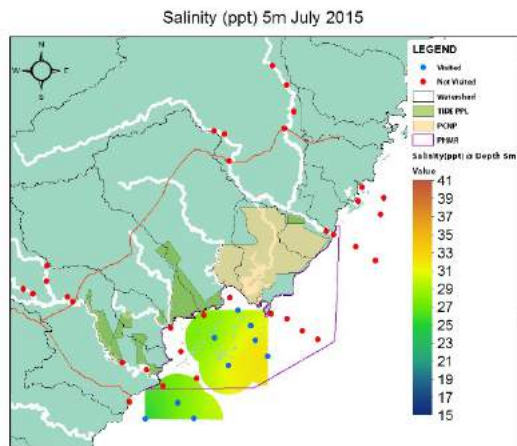 Salinity (ppt) 5m July 2015
N
W E
S
LEGEND
Visited
Not Visited
Watershed
TIDE PPL
PCNP
PHMR
Salinity(ppt) @ Depth 5m
Value
41
39
37
35
33
31
29
27
25
23
21
19
17
15